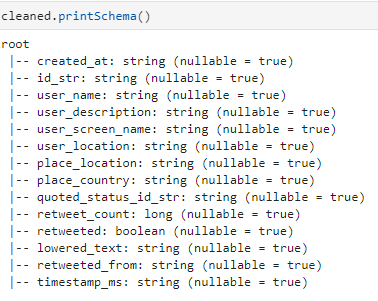 cleaned.printSchema()
root
 |-- created_at: string (nullable = true)
 |-- id_str: string (nullable = true)
 |-- user_name: string (nullable = true)
 |-- user_description: string (nullable = true)
 |-- user_screen_name: string (nullable = true)
 |-- user_location: string (nullable = true)
 |-- place_location: string (nullable = true)
 |-- place_country: string (nullable = true)
 |-- quoted_status_id_str: string (nullable = true)
 |-- retweet_count: long (nullable = true)
 |-- retweeted: boolean (nullable = true)
 |-- lowered_text: string (nullable = true)
 |-- retweeted_from: string (nullable = true)
 |-- timestamp_ms: string (nullable = true)